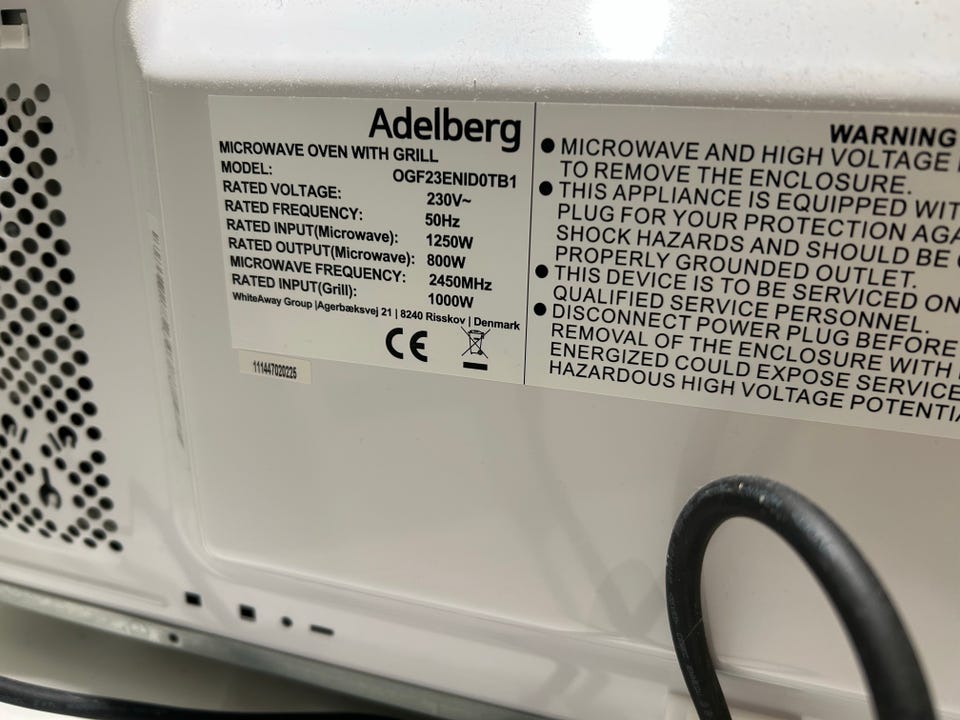 Adelberg
MICROWAVE OVEN WITH GRILL
MODEL: OGF23ENID0TB1
RATED VOLTAGE: 230V~
RATED FREQUENCY: 50Hz
RATED INPUT(Microwave): 1250W
RATED OUTPUT(Microwave): 800W
MICROWAVE FREQUENCY: 2450MHz
RATED INPUT(Grill): 1000W
WhiteAway Group |Agerbæksvej 21 | 8240 Risskov | Denmark
CE
111447020225
WARNING
● MICROWAVE AND HIGH VOLTAGE
TO REMOVE THE ENCLOSURE.
● THIS APPLIANCE IS EQUIPPED WIT
PLUG FOR YOUR PROTECTION AGA
SHOCK HAZARDS AND SHOULD BE
PROPERLY GROUNDED OUTLET.
● THIS DEVICE IS TO BE SERVICED ON
QUALIFIED SERVICE PERSONNEL.
● DISCONNECT POWER PLUG BEFORE
REMOVAL OF THE ENCLOSURE WITH
ENERGIZED COULD EXPOSE SERVICE
HAZARDOUS HIGH VOLTAGE POTENTIA